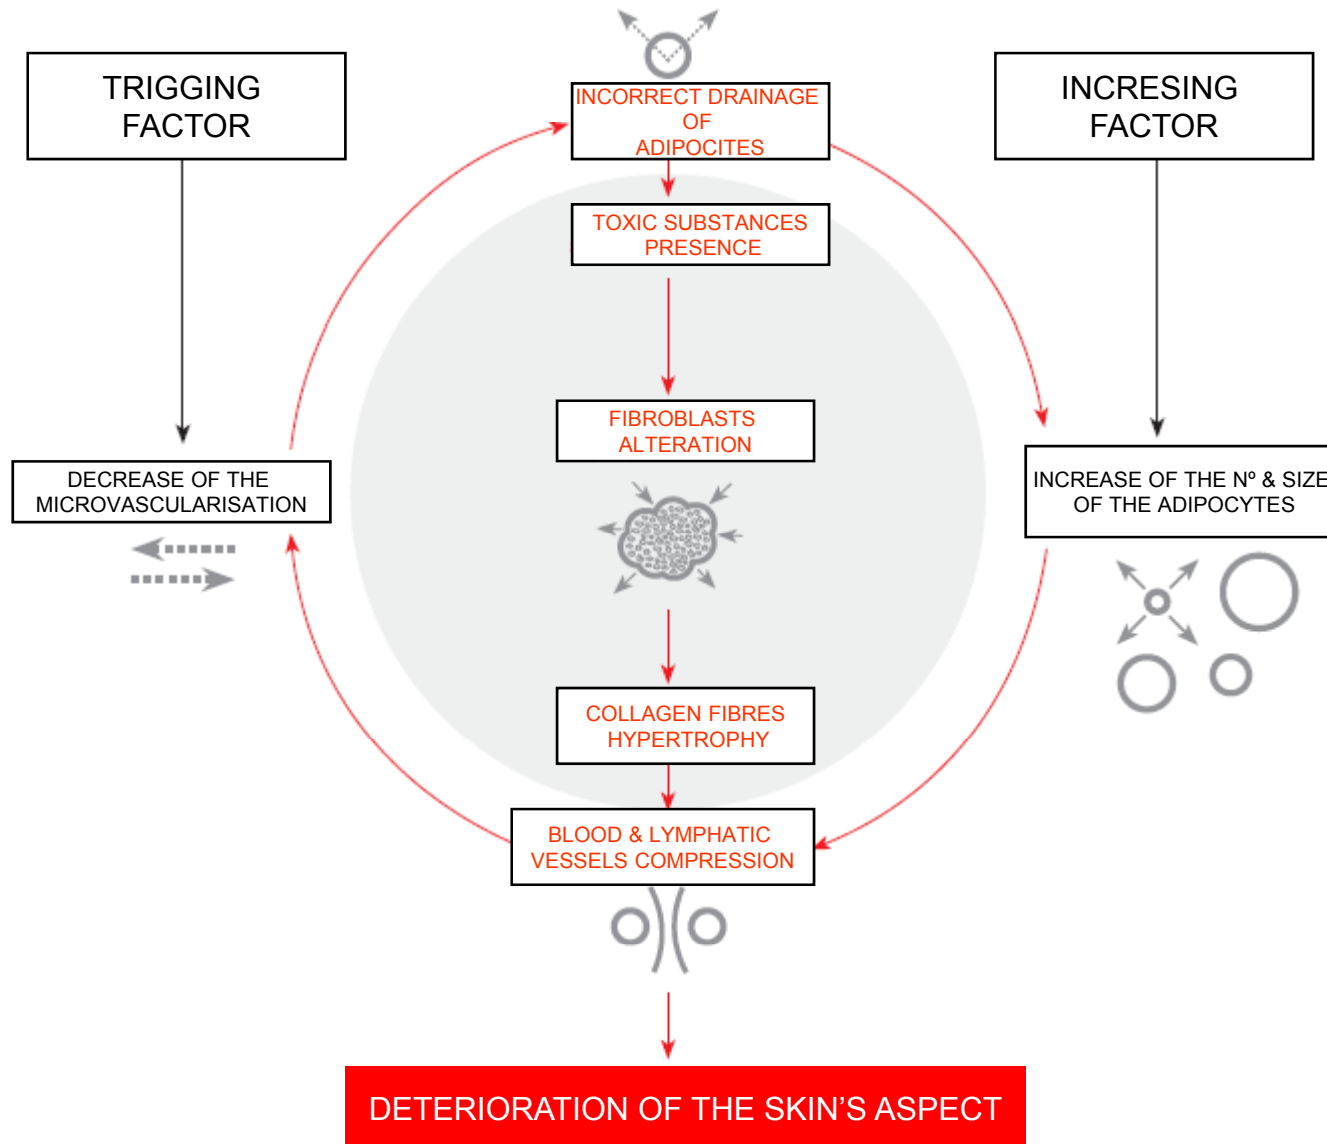 TRIGGING
FACTOR
INCORRECT DRAINAGE
OF
ADIPOCITES
INCRESING
FACTOR
TOXIC SUBSTANCES
PRESENCE
FIBROBLASTS
ALTERATION
DECREASE OF THE
MICROVASCULARISATION
INCREASE OF THE Nº & SIZE
OF THE ADIPOCYTES
COLLAGEN FIBRES
HYPERTROPHY
BLOOD & LYMPHATIC
VESSELS COMPRESSION
DETERIORATION OF THE SKIN’S ASPECT